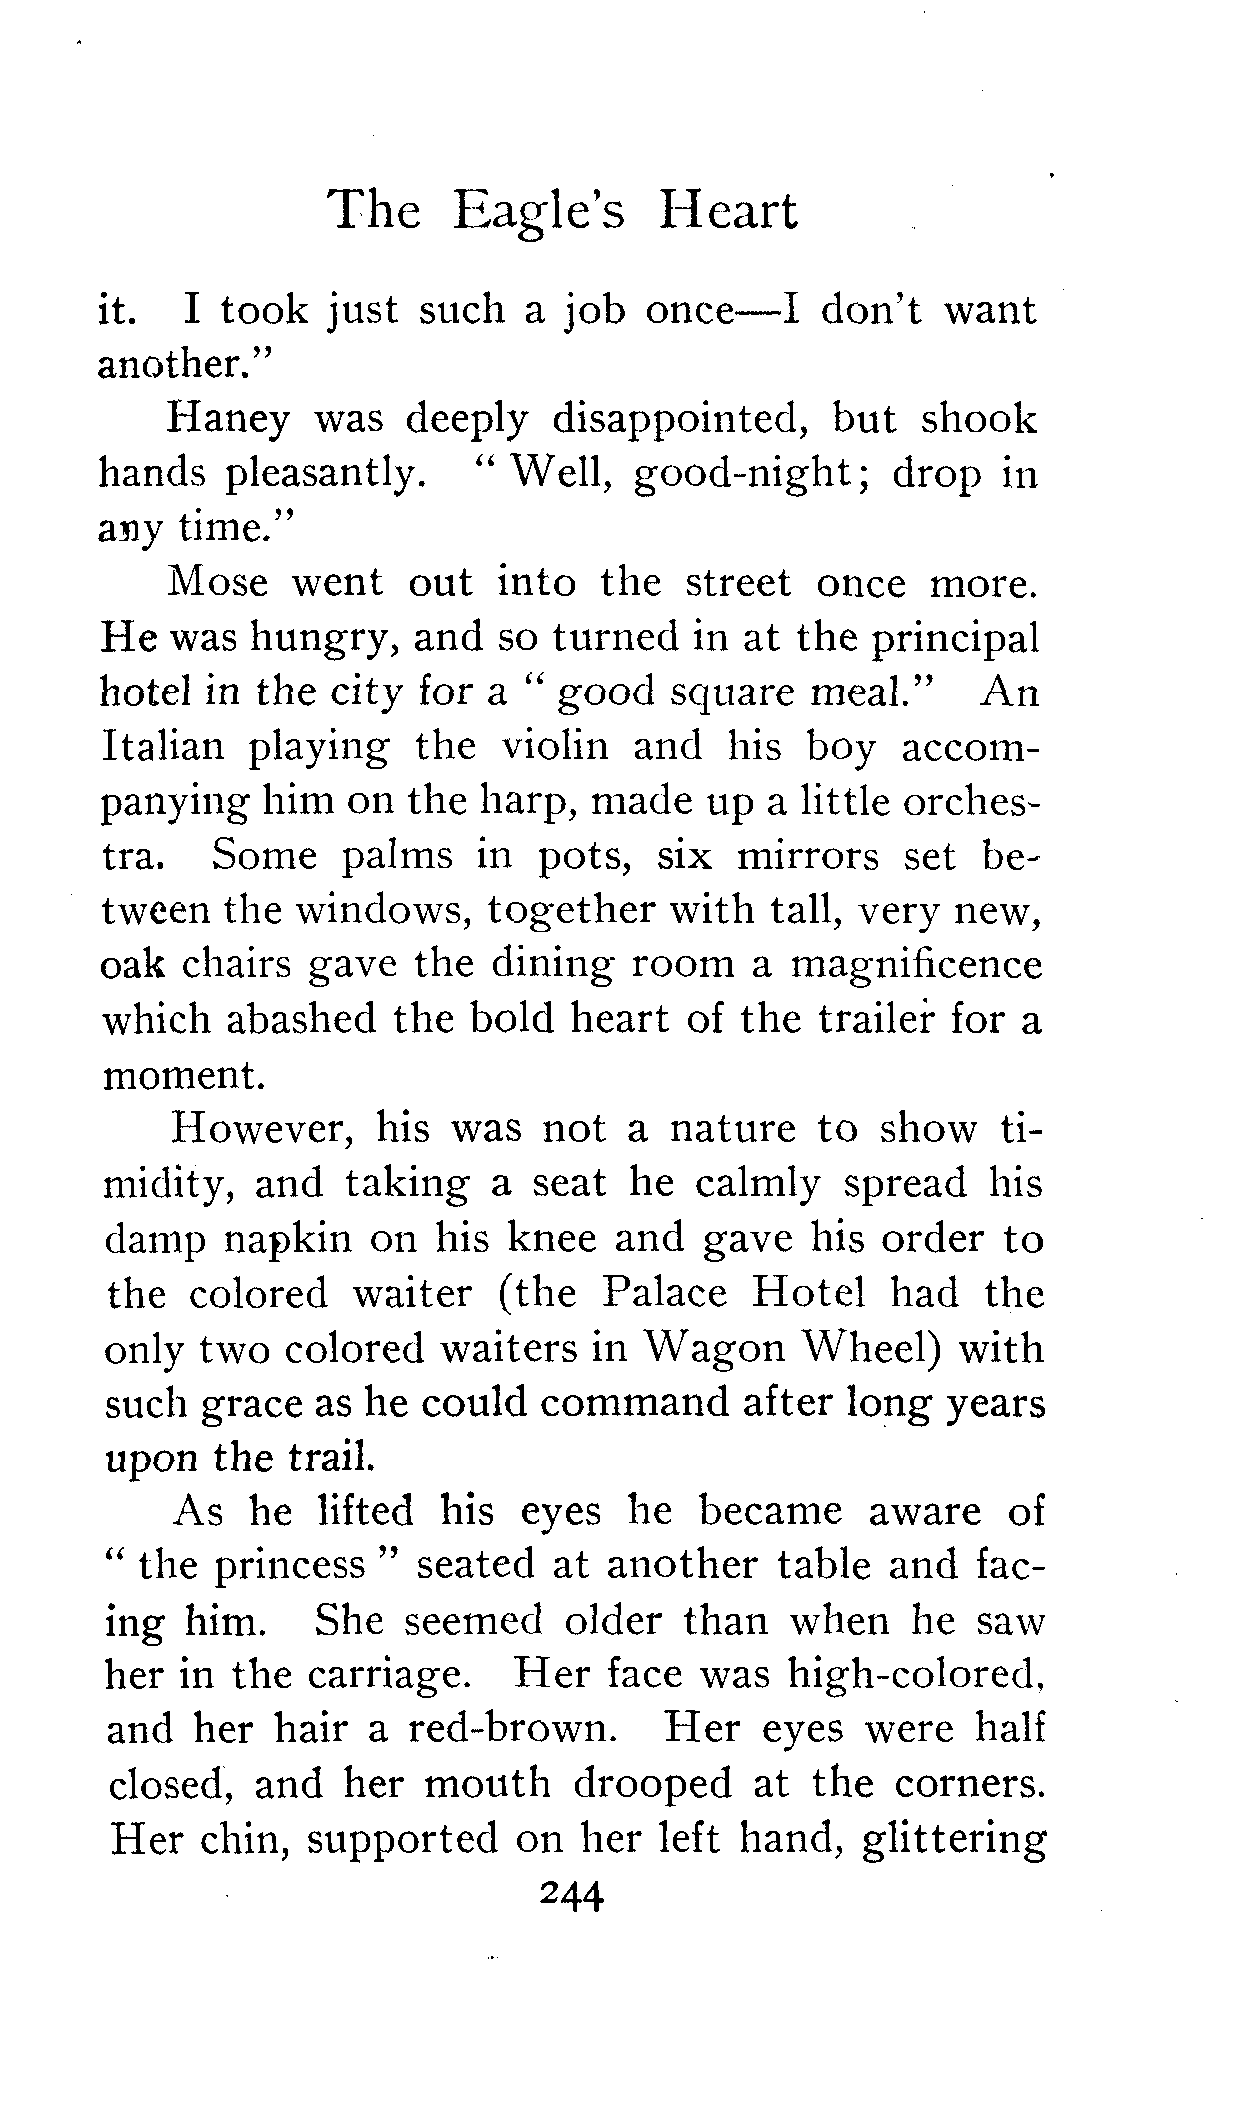 The Eagle's Heart
it. I took just such a job once—I don't want
another."
Haney was deeply disappointed, but shook
hands pleasantly. " Well, good-night; drop in
any time."
Mose went out into the street once more.
He was hungry, and so turned in at the principal
hotel in the city for a " good square meal." An
Italian playing the violin and his boy accom-
panying him on the harp, made up a little orches-
tra. Some palms in pots, six mirrors set be-
tween the windows, together with tall, very new,
oak chairs gave the dining room a magnificence
which abashed the bold heart of the trailer for a
moment.
However, his was not a nature to show ti-
midity, and taking a seat he calmly spread his
damp napkin on his knee and gave his order to
the colored waiter (the Palace Hotel had the
only two colored waiters in Wagon Wheel) with
such grace as he could command after long years
upon the trail.
As he lifted his eyes he became aware of
" the princess " seated at another table and fac-
ing him. She seemed older than when he saw
her in the carriage. Her face was high-colored,
and her hair a red-brown. Her eyes were half
closed, and her mouth drooped at the corners.
Her chin, supported on her left hand, glittering
244